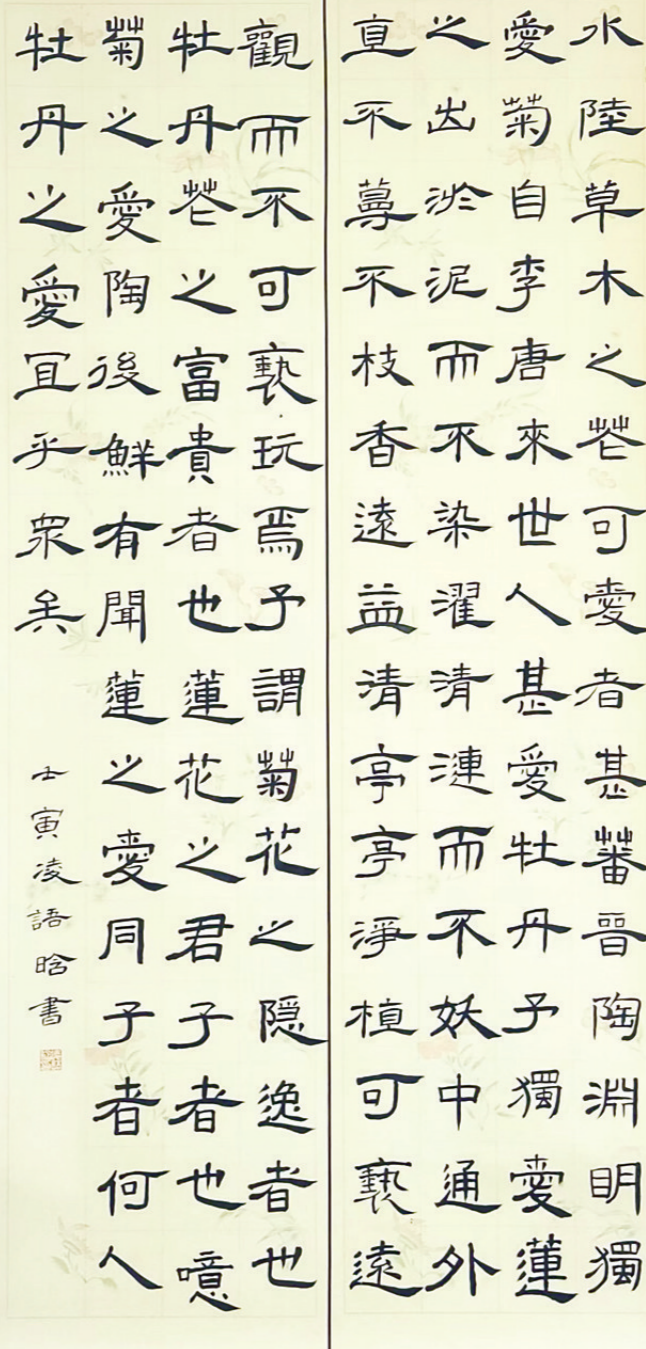 水陸草木之花可愛者甚蕃晉陶淵明獨
愛菊自李唐來世人甚愛牡丹予獨愛蓮
之出淤泥而不染濯清漣而不妖中通外
直不蔓不枝香遠益清亭亭淨植可褻遠
觀而不可褻玩焉予謂菊花之隐逸者也
牡丹花之富貴者也蓮花之君子者也噫
菊之愛陶後鮮有聞蓮之愛同子者何人
牡丹之愛宜乎眾矣
壬寅凌語晗書